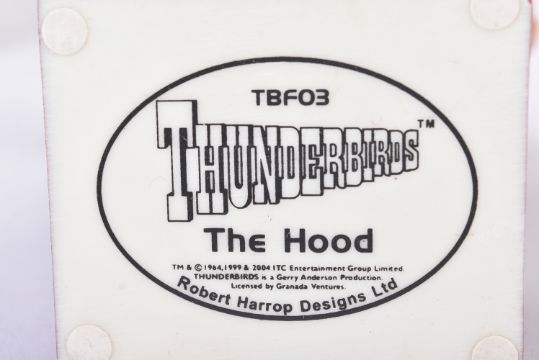 TBF03
THUNDERBIRDS™
The Hood
TM & © 1964, 1999 & 2004 ITC Entertainment Group Limited.
THUNDERBIRDS is a Gerry Anderson Production.
Licensed by Granada Ventures.
Robert Harrop Designs Ltd